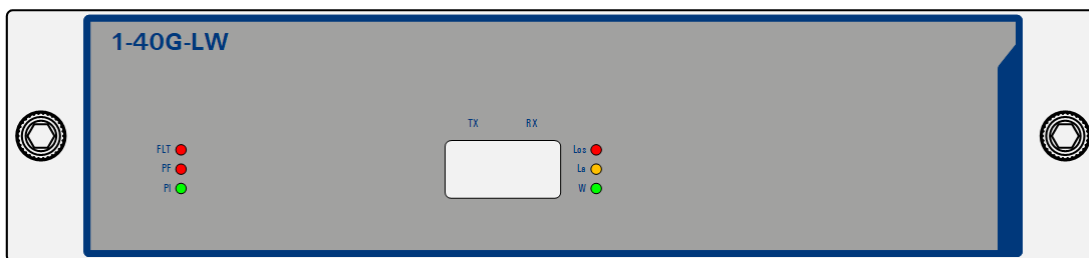 1-40G-LW
TX RX
FLT
PF
PI
Los
La
W